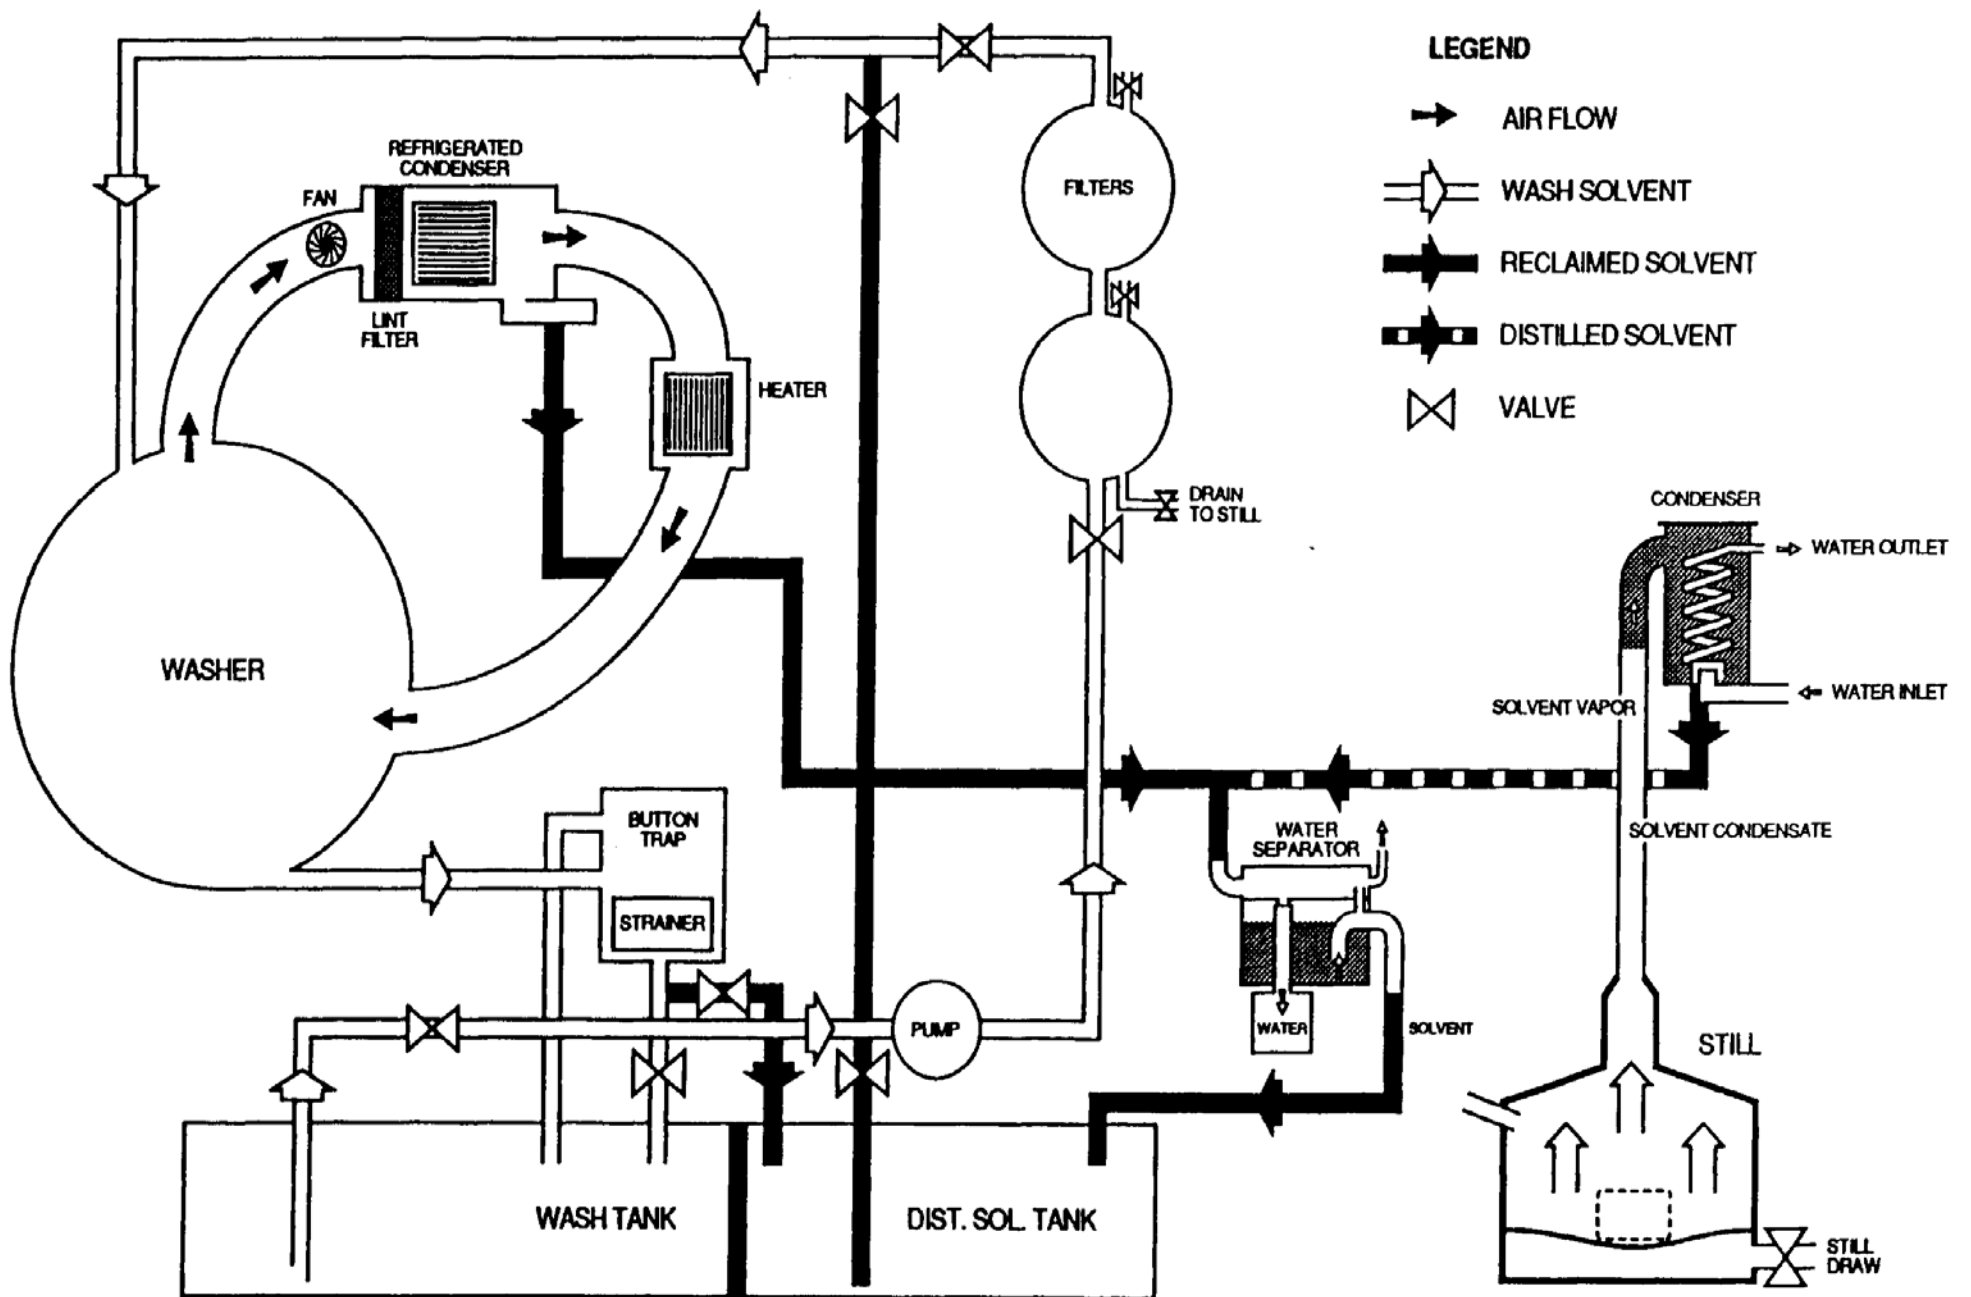 LEGEND
AIR FLOW
WASH SOLVENT
RECLAIMED SOLVENT
DISTILLED SOLVENT
VALVE
REFRIGERATED
CONDENSER
FAN
LINT
FILTER
HEATER
FILTERS
DRAIN
TO STILL
CONDENSER
WATER OUTLET
WATER INLET
SOLVENT VAPOR
SOLVENT CONDENSATE
WASHER
BUTTON
TRAP
STRAINER
WATER
SEPARATOR
WATER
SOLVENT
PUMP
STILL
WASH TANK
DIST. SOL. TANK
STILL
DRAW